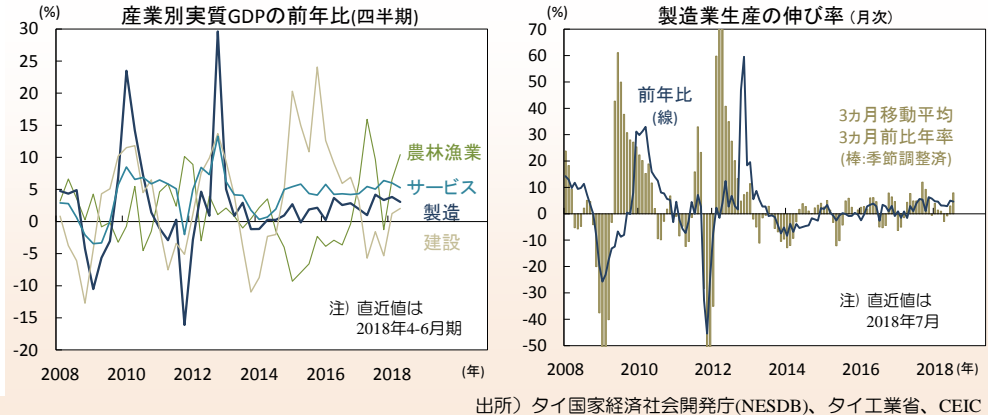 産業別実質GDPの前年比(四半期)
(%)
30
25
20
15
10
5
0
-5
-10
-15
-20
農林漁業
サービス
製造
建設
注) 直近値は
2018年4-6月期
2008 2010 2012 2014 2016 2018 (年)
製造業生産の伸び率 (月次)
(%)
70
60
50
40
30
20
10
0
-10
-20
-30
-40
-50
前年比
(線)
3ヵ月移動平均
3ヵ月前比年率
(棒:季節調整済)
注) 直近値は
2018年7月
2008 2010 2012 2014 2016 2018 (年)
出所）タイ国家経済社会開発庁(NESDB)、タイ工業省、CEIC